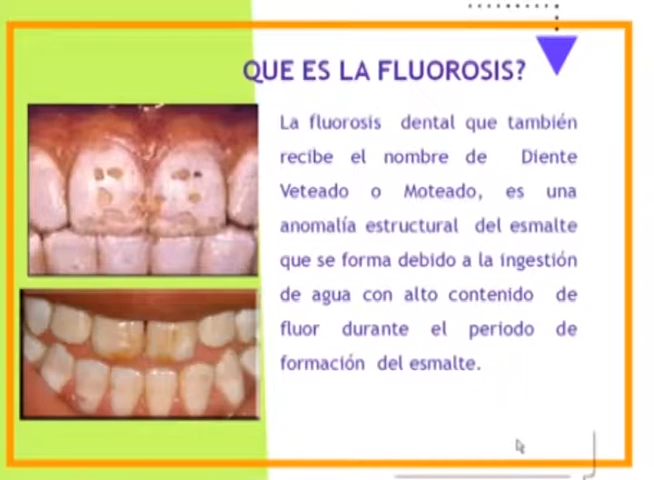 QUE ES LA FLUOROSIS?
La fluorosis dental que también
recibe el nombre de Diente
Veteado o Moteado, es una
anomalía estructural del esmalte
que se forma debido a la ingestión
de agua con alto contenido de
fluor durante el periodo de
formación del esmalte.